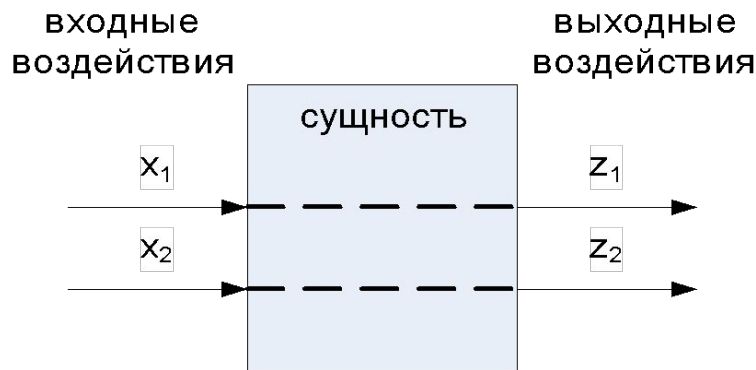 входные
воздействия
выходные
воздействия
сущность
x₁
z₁
x₂
z₂